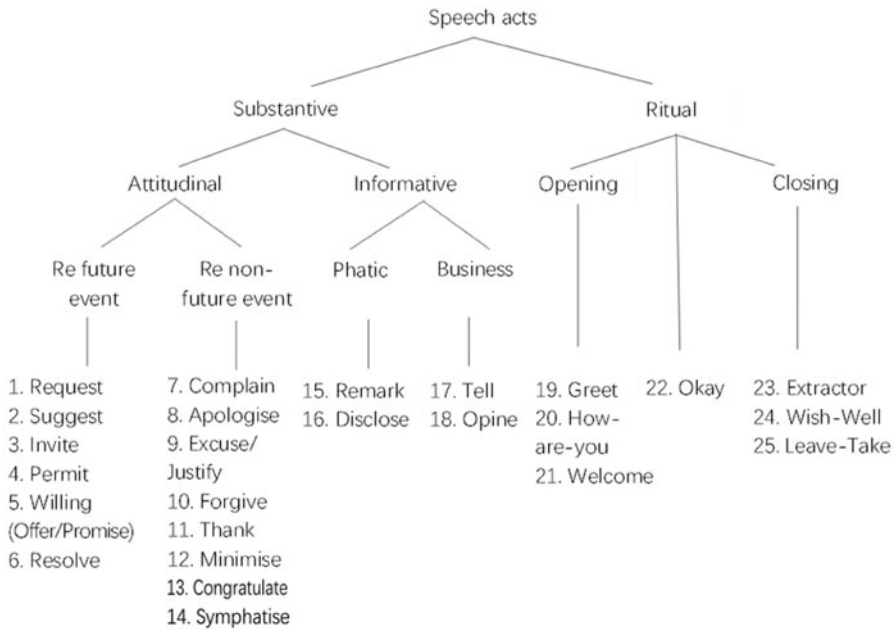 Speech acts
Substantive
Ritual
Attitudinal
Informative
Opening
Closing
Re future
event
Re non-
future event
Phatic
Business
1. Request
2. Suggest
3. Invite
4. Permit
5. Willing
(Offer/Promise)
6. Resolve
7. Complain
8. Apologise
9. Excuse/
Justify
10. Forgive
11. Thank
12. Minimise
13. Congratulate
14. Symphatise
15. Remark
16. Disclose
17. Tell
18. Opine
19. Greet
20. How-
are-you
21. Welcome
22. Okay
23. Extractor
24. Wish-Well
25. Leave-Take